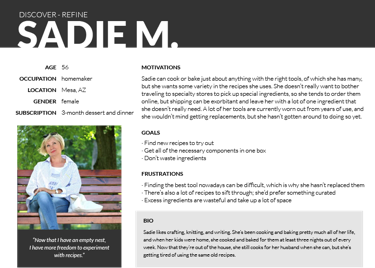 DISCOVER - REFINE
SADIE M.
AGE 56
OCCUPATION homemaker
LOCATION Mesa, AZ
GENDER female
SUBSCRIPTION 3-month dessert and dinner
"Now that I have an empty nest,
I have more freedom to experiment
with recipes."
MOTIVATIONS
Sadie can cook or bake just about anything with the right tools, of which she has many,
but she wants some variety in the recipes she uses. She doesn't really want to bother
traveling to specialty stores to pick up special ingredients, so she tends to order them
online, but shipping can be exorbitant and leave her with a lot of one ingredient that
she doesn't really need. A lot of her tools are currently worn out from years of use, and
she wouldn't mind getting replacements, but she hasn't gotten around to doing so yet.
GOALS
· Find new recipes to try out
· Get all of the necessary components in one box
· Don't waste ingredients
FRUSTRATIONS
· Finding the best tool nowadays can be difficult, which is why she hasn't replaced them
· There's also a lot of recipes to sift through; she'd prefer something curated
· Excess ingredients are wasteful and take up a lot of space
BIO
Sadie likes crafting, knitting, and writing. She's been cooking and baking pretty much all of her life,
and when her kids were home, she cooked and baked for them at least three nights out of every
week. Now that they're out of the house, she still cooks for her husband when she can, but she's
getting tired of using the same old recipes.